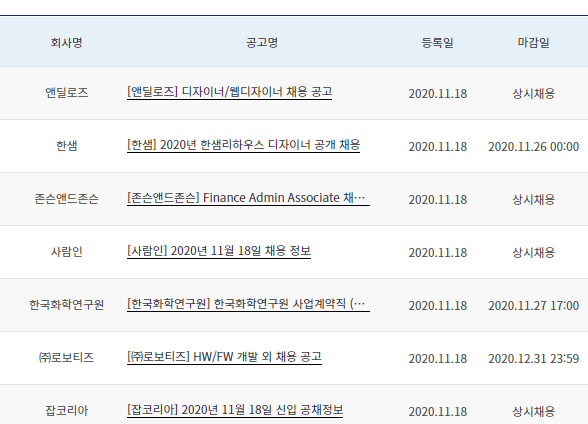 회사명 공고명 등록일 마감일
앤딜로즈 [앤딜로즈] 디자이너/웹디자이너 채용 공고 2020.11.18 상시채용
한샘 [한샘] 2020년 한샘리하우스 디자이너 공개 채용 2020.11.18 2020.11.26 00:00
존슨앤드존슨 [존슨앤드존슨] Finance Admin Associate 채… 2020.11.18 상시채용
사람인 [사람인] 2020년 11월 18일 채용 정보 2020.11.18 상시채용
한국화학연구원 [한국화학연구원] 한국화학연구원 사업계약직 (… 2020.11.18 2020.11.27 17:00
㈜로보티즈 [㈜로보티즈] HW/FW 개발 외 채용 공고 2020.11.18 2020.12.31 23:59
잡코리아 [잡코리아] 2020년 11월 18일 신입 공채정보 2020.11.18 상시채용